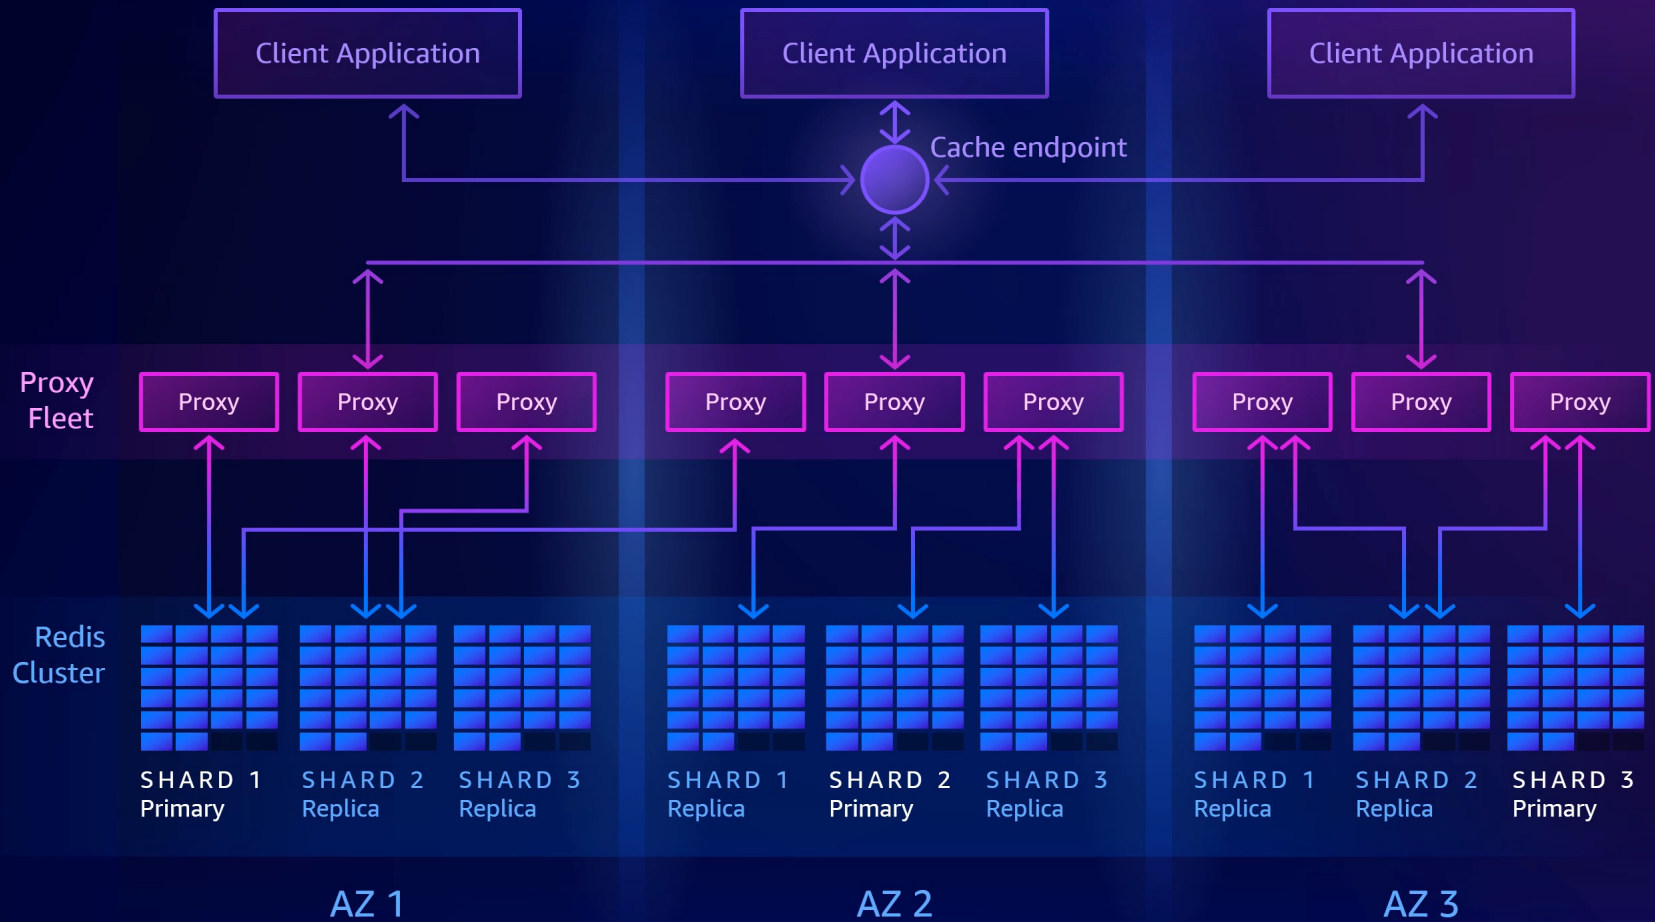 Client Application
Client Application
Client Application
Cache endpoint
Proxy
Fleet
Proxy
Proxy
Proxy
Proxy
Proxy
Proxy
Proxy
Proxy
Proxy
Redis
Cluster
SHARD 1
Primary
SHARD 2
Replica
SHARD 3
Replica
SHARD 1
Replica
SHARD 2
Primary
SHARD 3
Replica
SHARD 1
Replica
SHARD 2
Replica
SHARD 3
Primary
AZ 1
AZ 2
AZ 3